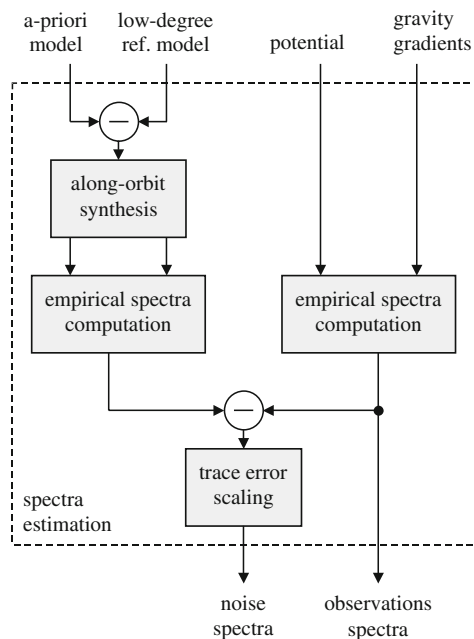 a-priori
model
low-degree
ref. model
potential
gravity
gradients
along-orbit
synthesis
empirical spectra
computation
empirical spectra
computation
trace error
scaling
spectra
estimation
noise
spectra
observations
spectra